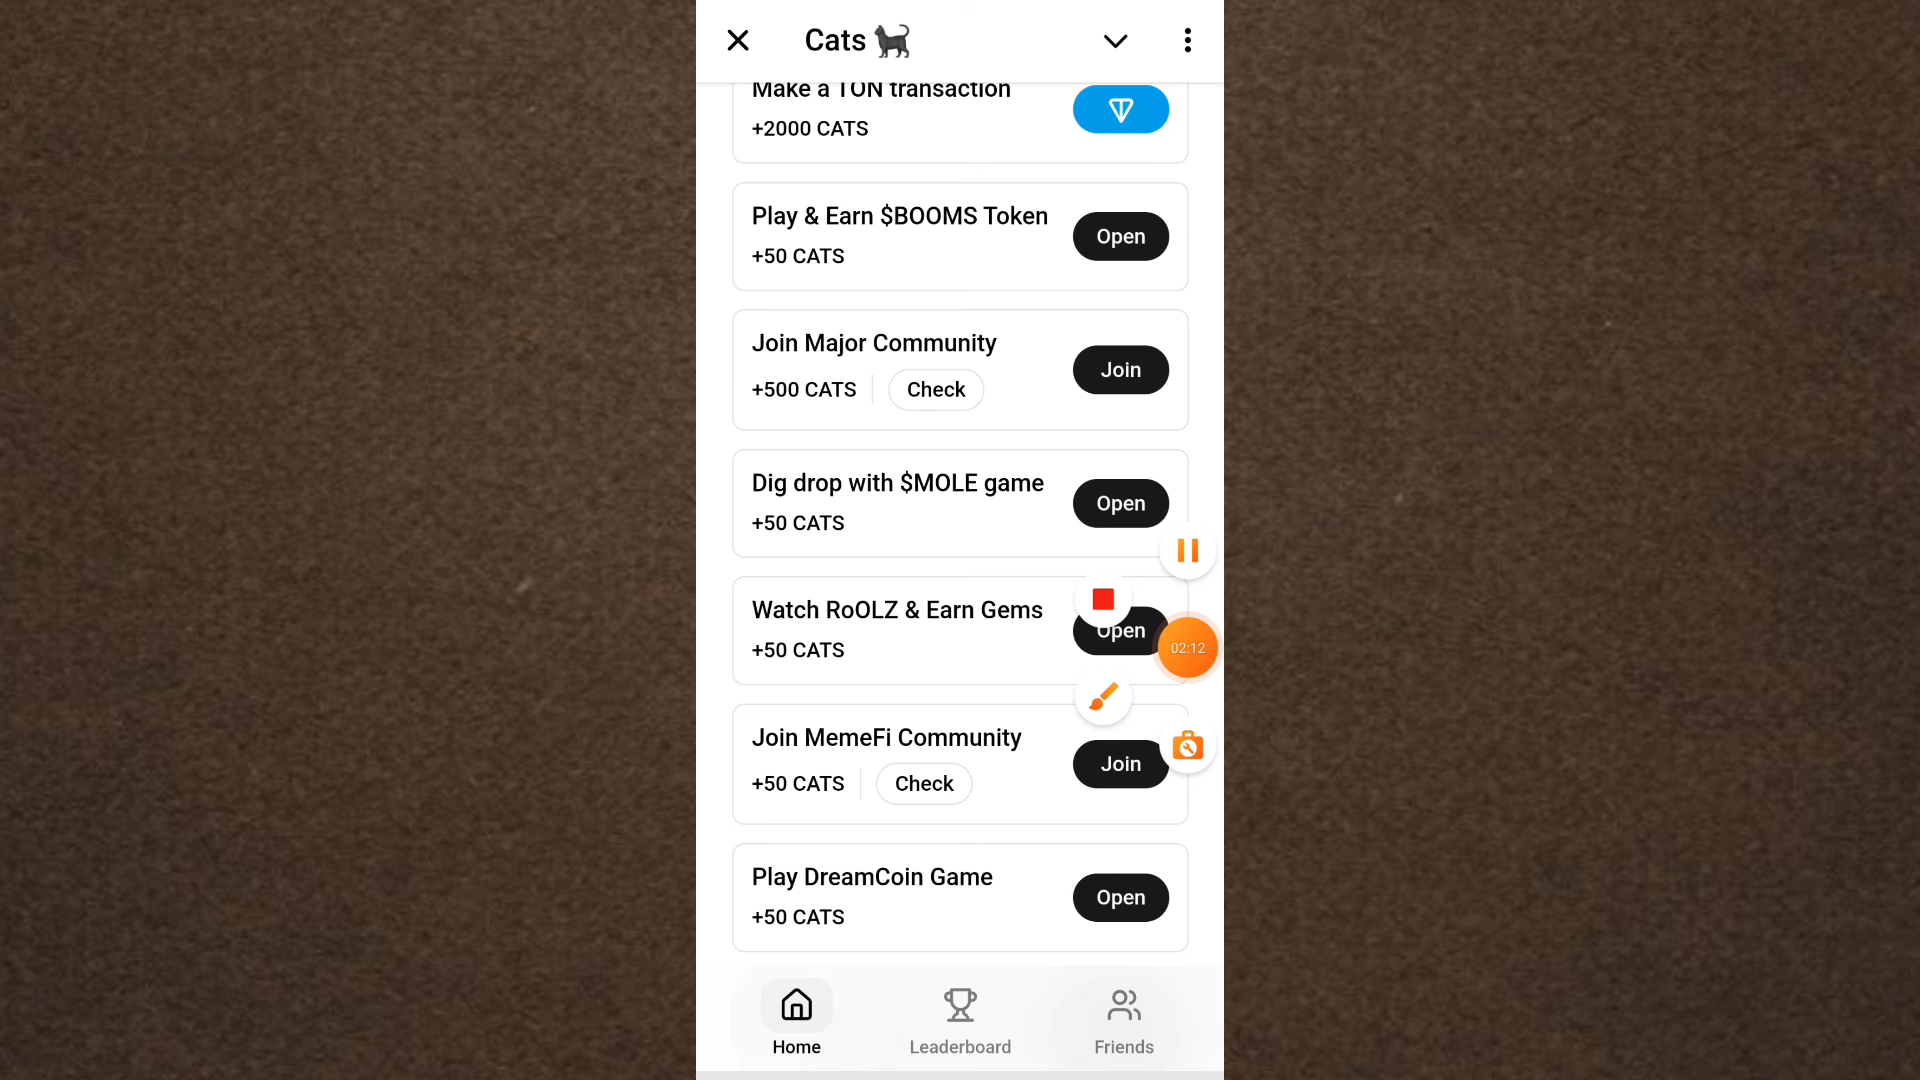 Cats
Make a TON transaction
+2000 CATS
Play & Earn $BOOMS Token
+50 CATS
Open
Join Major Community
+500 CATS
Check
Join
Dig drop with $MOLE game
+50 CATS
Open
Watch RoOLZ & Earn Gems
+50 CATS
Open
02:12
Join MemeFi Community
+50 CATS
Check
Join
Play DreamCoin Game
+50 CATS
Open
Home
Leaderboard
Friends